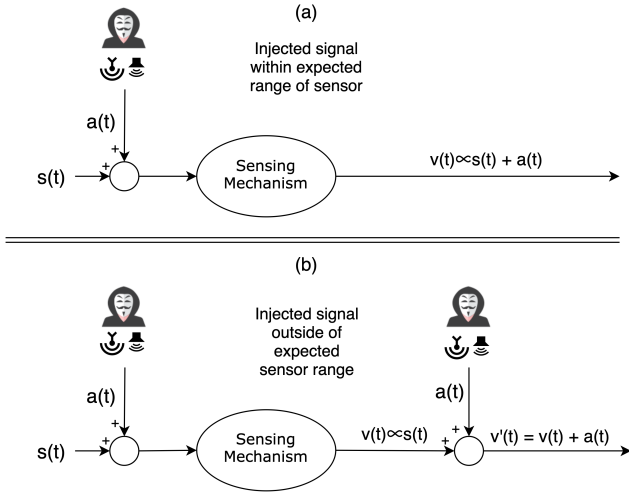 (a)
Injected signal
within expected
range of sensor
a(t)
+
+
s(t)
Sensing
Mechanism
v(t)∝s(t) + a(t)
(b)
Injected signal
outside of
expected
sensor range
a(t)
+
+
s(t)
Sensing
Mechanism
v(t)∝s(t)
a(t)
+
+
v'(t) = v(t) + a(t)